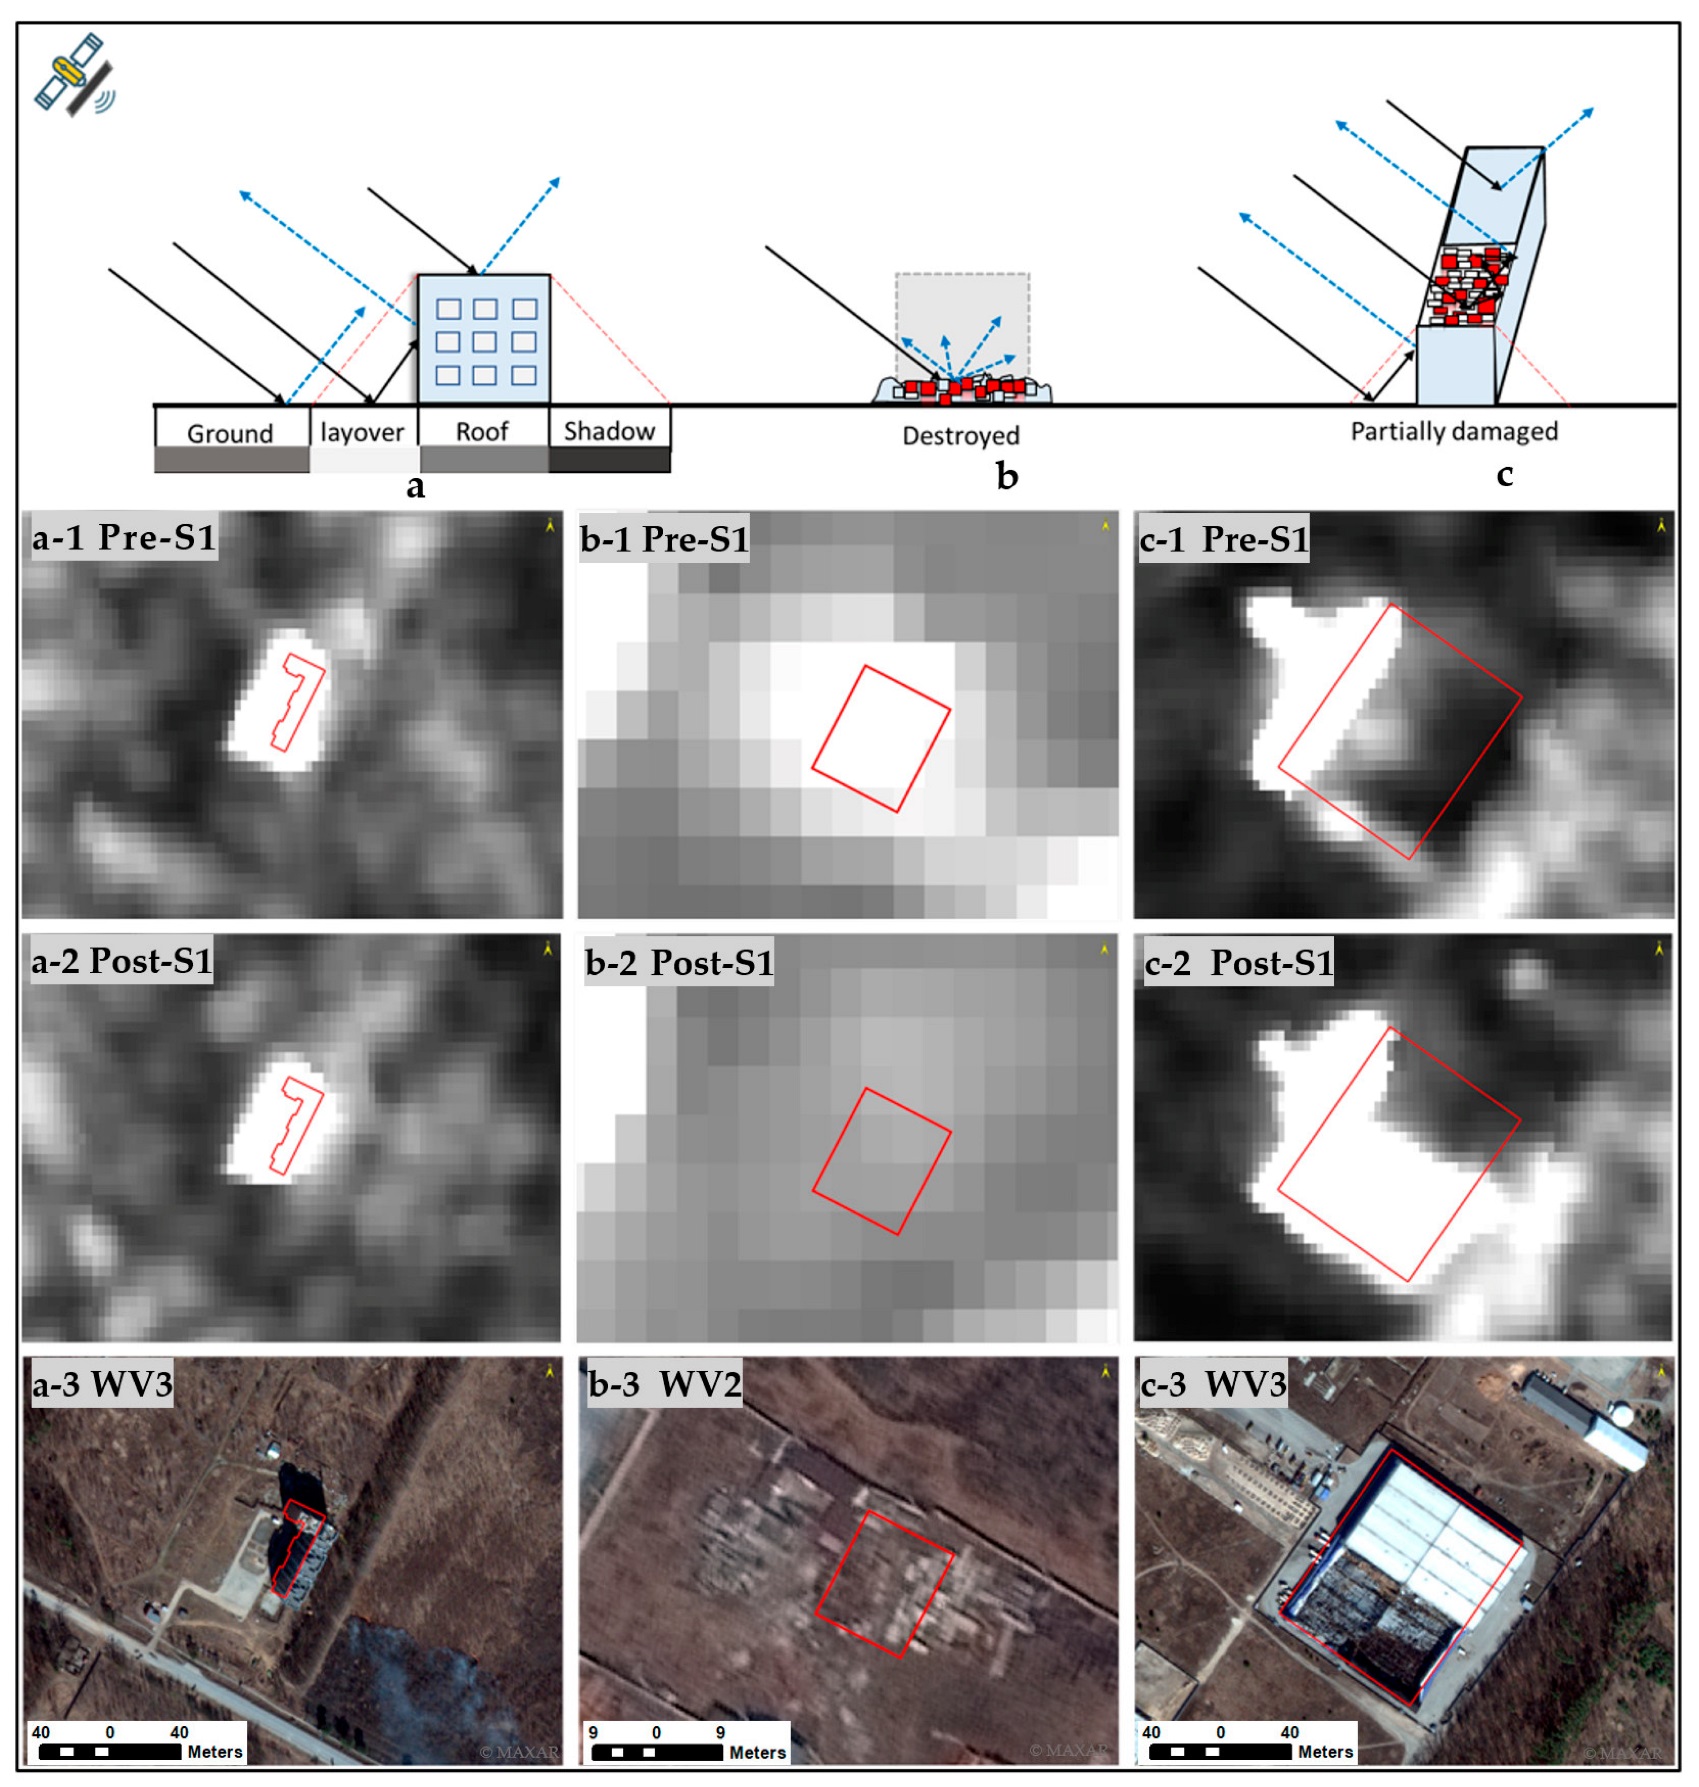 Ground layover Roof Shadow
Destroyed
Partially damaged
a
b
c
a-1 Pre-S1
b-1 Pre-S1
c-1 Pre-S1
a-2 Post-S1
b-2 Post-S1
c-2 Post-S1
a-3 WV3
b-3 WV2
c-3 WV3
40 0 40
Meters
© MAXAR
9 0 9
Meters
© MAXAR
40 0 40
Meters
© MAXAR